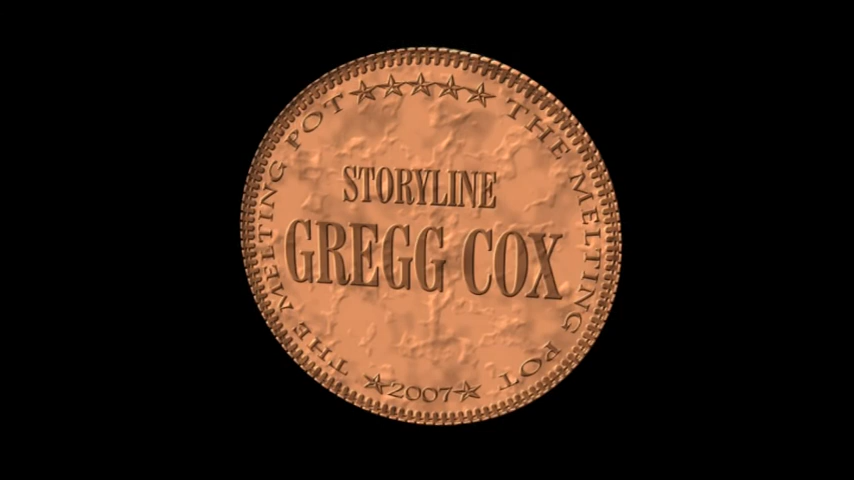 THE MELTING POT
THE MELTING POT
STORYLINE
GREGG COX
2007